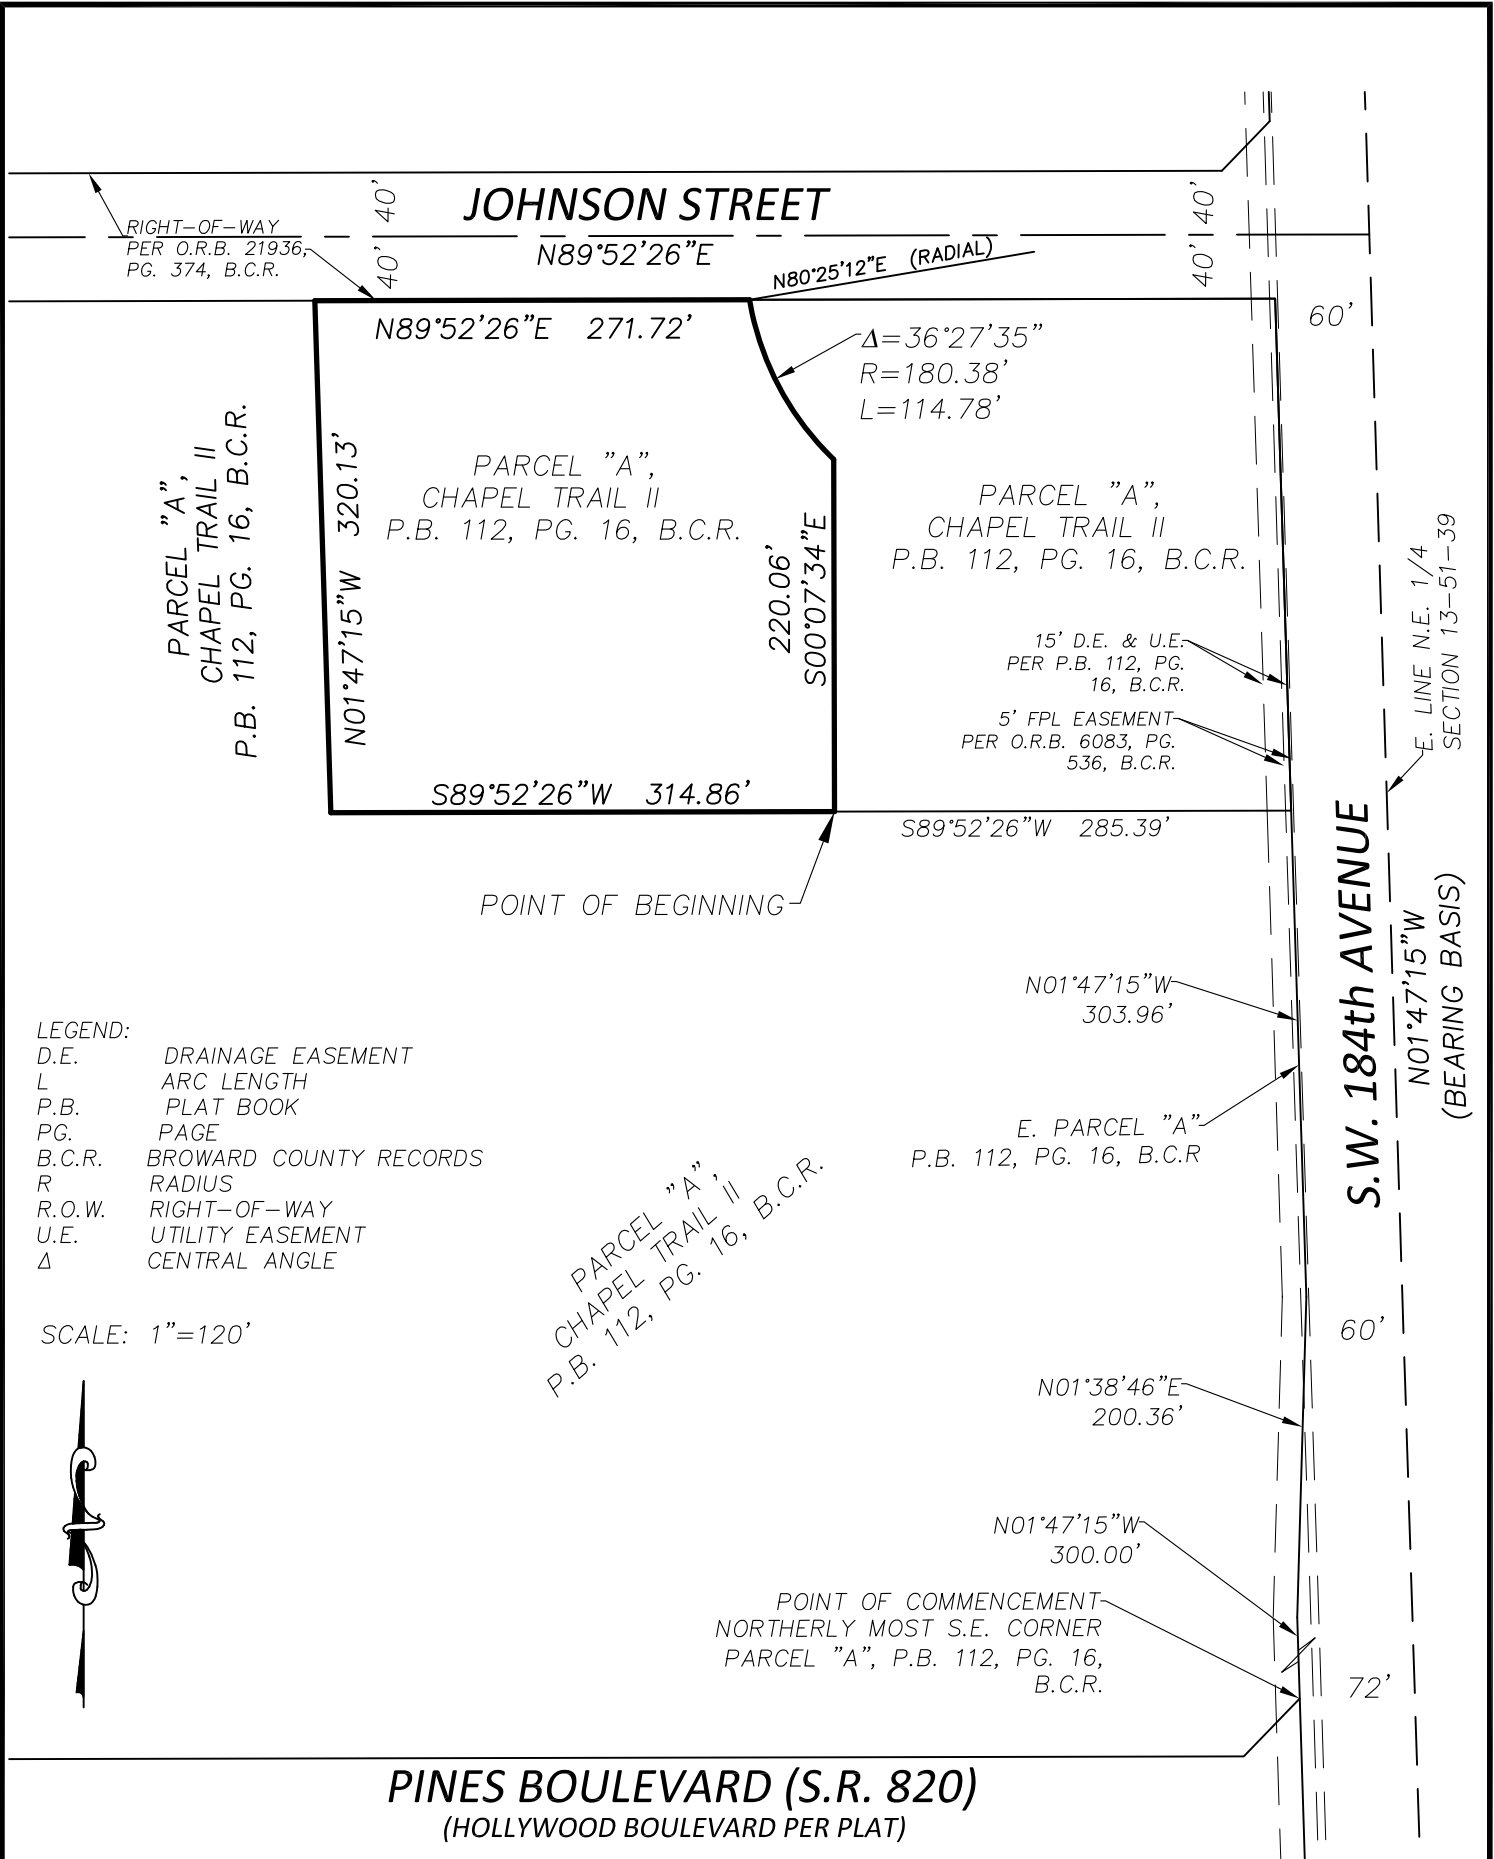 JOHNSON STREET
N89°52'26"E
RIGHT-OF-WAY
PER O.R.B. 21936,
PG. 374, B.C.R.
40'
40'
40'
40'
N80°25'12"E (RADIAL)
60'
N89°52'26"E 271.72'
Δ=36°27'35"
R=180.38'
L=114.78'
PARCEL "A",
CHAPEL TRAIL II
P.B. 112, PG. 16, B.C.R.
N01°47'15"W 320.13'
PARCEL "A",
CHAPEL TRAIL II
P.B. 112, PG. 16, B.C.R.
220.06'
S00°07'34"E
PARCEL "A",
CHAPEL TRAIL II
P.B. 112, PG. 16, B.C.R.
15' D.E. & U.E.
PER P.B. 112, PG.
16, B.C.R.
5' FPL EASEMENT
PER O.R.B. 6083, PG.
536, B.C.R.
E. LINE N.E. 1/4
SECTION 13-51-39
S89°52'26"W 314.86'
S89°52'26"W 285.39'
POINT OF BEGINNING
S.W. 184th AVENUE
N01°47'15"W
(BEARING BASIS)
N01°47'15"W
303.96'
E. PARCEL "A"
P.B. 112, PG. 16, B.C.R
LEGEND:
D.E. DRAINAGE EASEMENT
L ARC LENGTH
P.B. PLAT BOOK
PG. PAGE
B.C.R. BROWARD COUNTY RECORDS
R RADIUS
R.O.W. RIGHT-OF-WAY
U.E. UTILITY EASEMENT
Δ CENTRAL ANGLE
SCALE: 1"=120'
PARCEL "A",
CHAPEL TRAIL II
P.B. 112, PG. 16, B.C.R.
60'
N01°38'46"E
200.36'
N01°47'15"W
300.00'
POINT OF COMMENCEMENT
NORTHERLY MOST S.E. CORNER
PARCEL "A", P.B. 112, PG. 16,
B.C.R.
72'
PINES BOULEVARD (S.R. 820)
(HOLLYWOOD BOULEVARD PER PLAT)